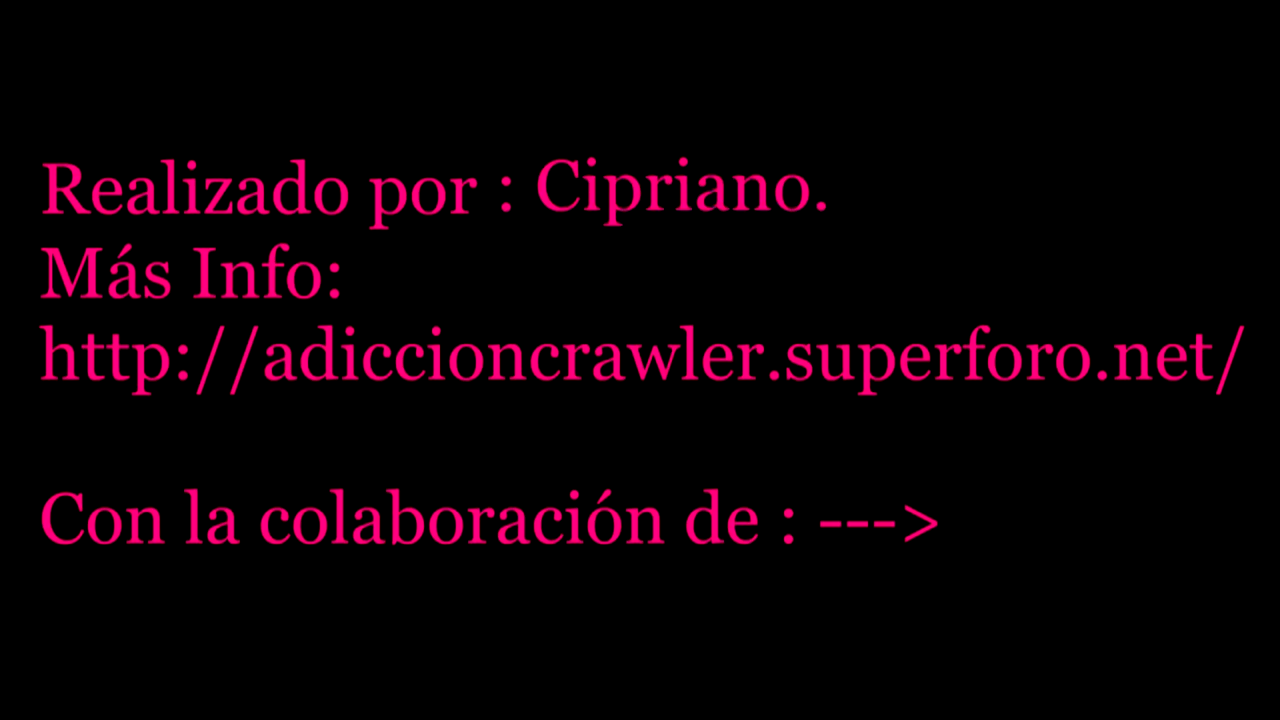 Realizado por : Cipriano.
Más Info:
http://adiccioncrawler.superforo.net/
Con la colaboración de : --->